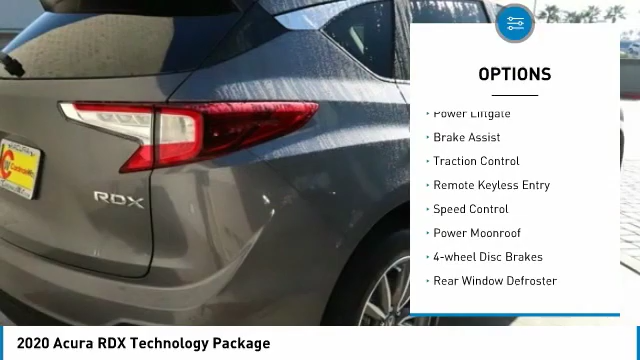 OPTIONS
Power Liftgate
Brake Assist
Traction Control
Remote Keyless Entry
Speed Control
Power Moonroof
4-wheel Disc Brakes
Rear Window Defroster
RDX
2020 Acura RDX Technology Package